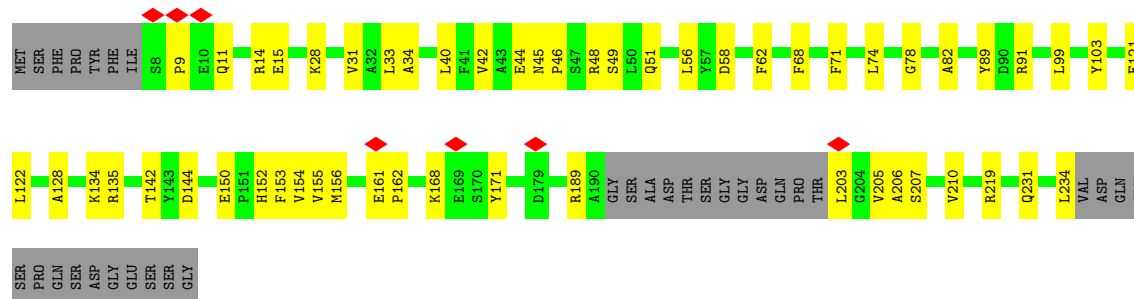 MET SER PHE PRO TYR PHE ILE S8 P9 E10 Q11 R14 E15 K28 V31 A32 L33 A34 L40 F41 V42 A43 E44 N45 P46 S47 R48 S49 L50 Q51 L56 Y57 D58 F62 F68 F71 L74 G78 A82 Y89 D90 R91 L99 Y103
L122 A128 K134 R135 T142 Y143 D144 E150 P151 H152 F153 V154 V155 M156 E161 P162 K168 E169 S170 Y171 D179 R189 A190 GLY SER ALA ASP THR SER GLY GLY ASP GLN PRO THR L203 G204 V205 A206 S207 V210 R219 Q231 L234 VAL ASP GLN
SER PRO GLN SER ASP GLY GLU SER SER GLY